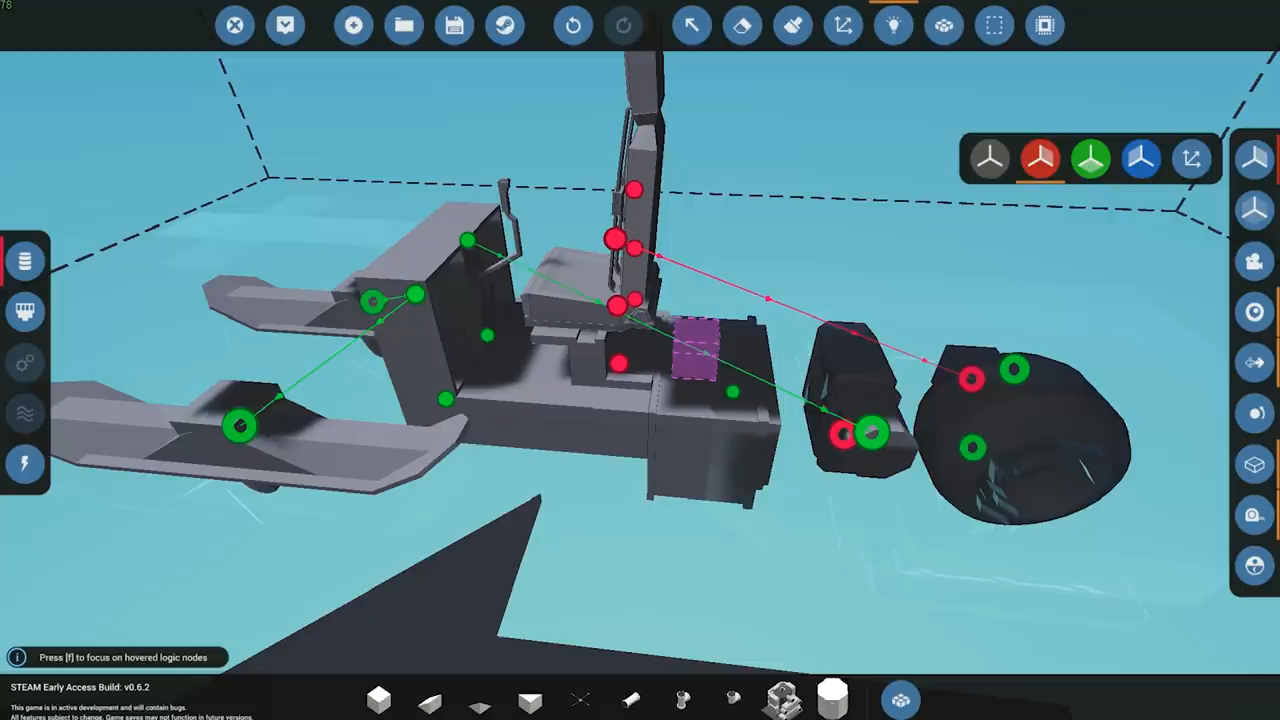 78
Press [f] to focus on hovered logic nodes
STEAM Early Access Build: v0.6.2
This game is in active development and will contain bugs.
All features subject to change. Game saves may not function in future versions.